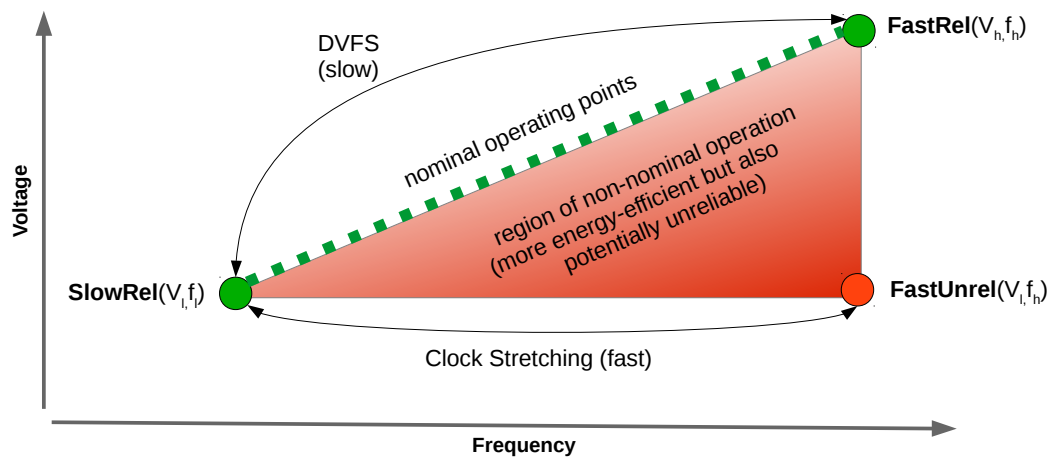 FastRel(Vh,fh)
DVFS
(slow)
nominal operating points
region of non-nominal operation
(more energy-efficient but also
potentially unreliable)
Voltage
SlowRel(Vl,fl)
FastUnrel(Vl,fh)
Clock Stretching (fast)
Frequency